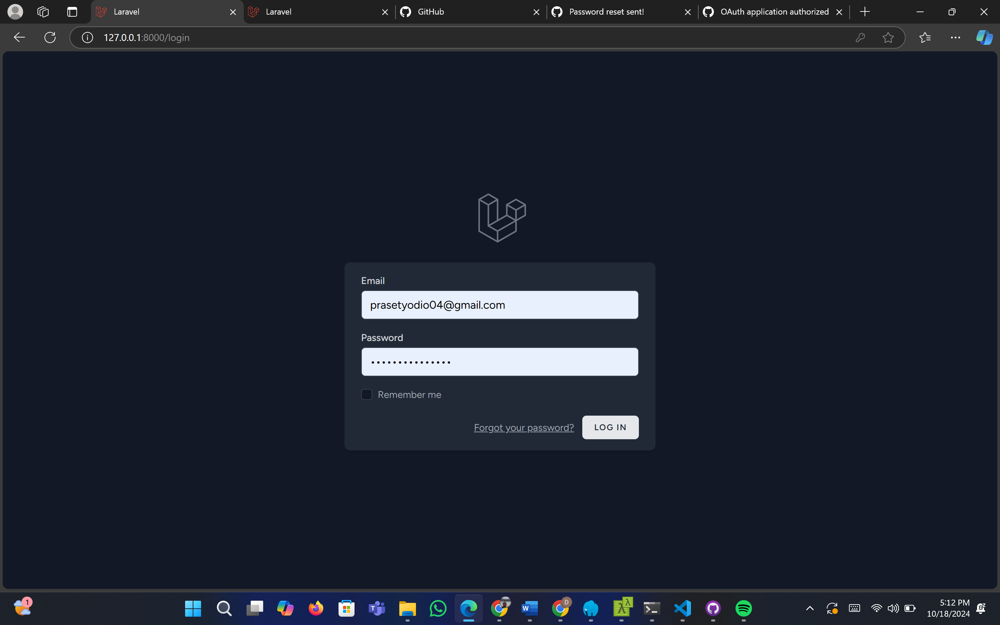 Laravel
Laravel
GitHub
Password reset sent!
OAuth application authorized
127.0.0.1:8000/login
Email
prasetyodio04@gmail.com
Password
•••••••••••••••
Remember me
Forgot your password?
LOG IN
1
T
W
D
λ
λ
5:12 PM
10/18/2024